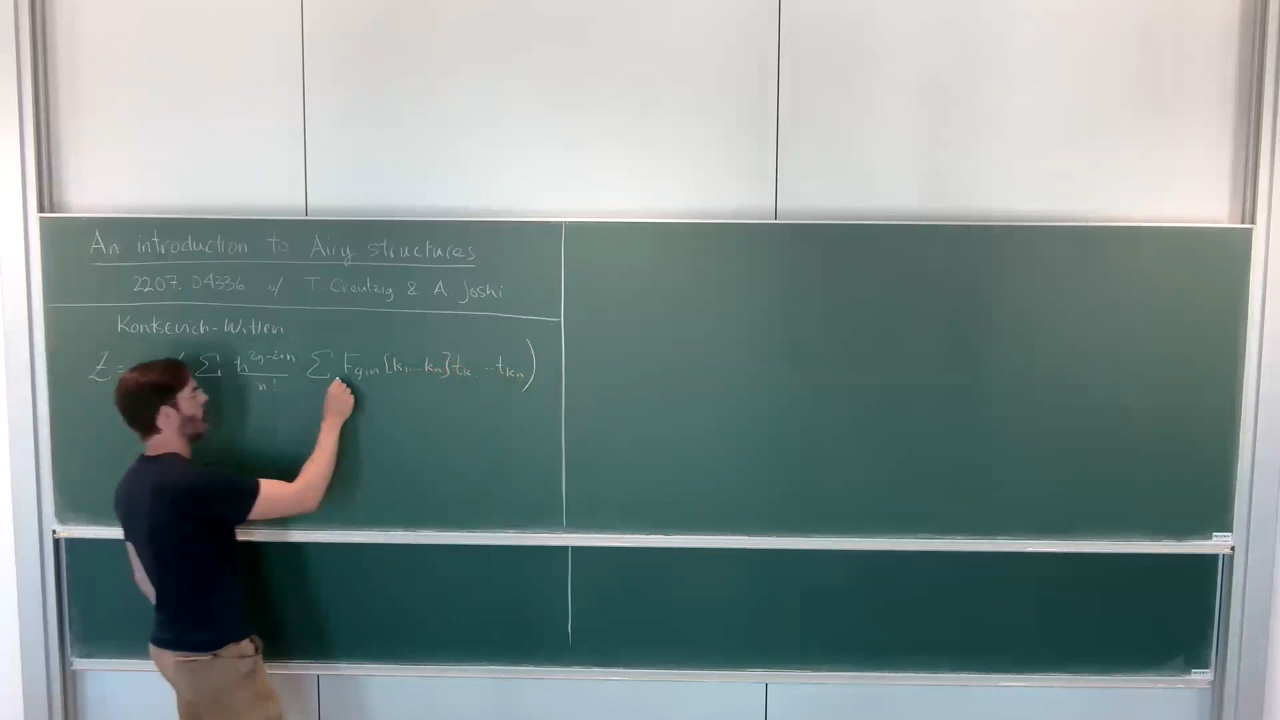 An introduction to Airy structures
2207.04336 w/ T. Creutzig & A. Joshi
Kontsevich-Witten
Z = ( Σ ħ^{2g-2+n}/n! Σ F_{g,n}[k_1...k_n] t_{k_1}...t_{k_n} )